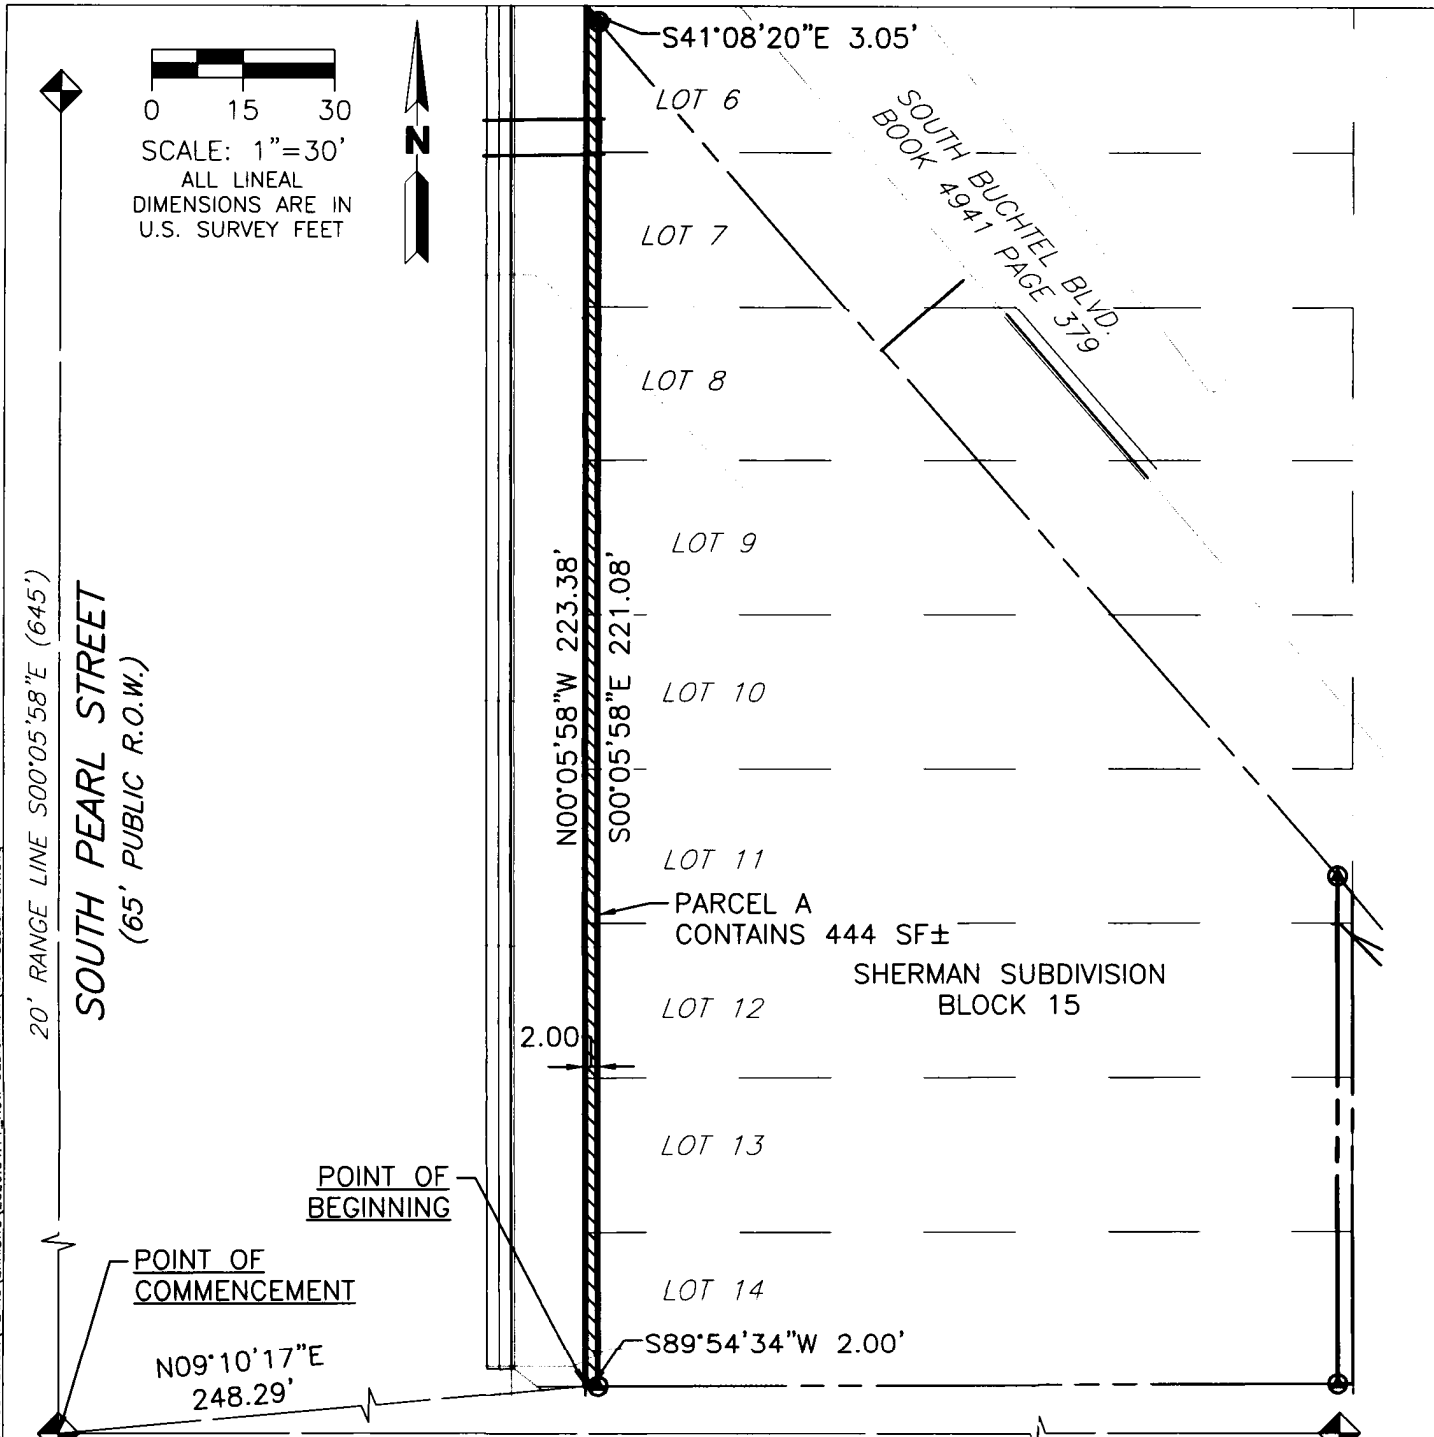 S41°08'20"E 3.05'
0 15 30
SCALE: 1"=30'
ALL LINEAL
DIMENSIONS ARE IN
U.S. SURVEY FEET
N
LOT 6
SOUTH BUCHTEL BLVD.
BOOK 4941 PAGE 379
LOT 7
LOT 8
LOT 9
LOT 10
LOT 11
20' RANGE LINE S00°05'58"E (645')
SOUTH PEARL STREET
(65' PUBLIC R.O.W.)
N00°05'58"W 223.38'
S00°05'58"E 221.08'
PARCEL A
CONTAINS 444 SF±
SHERMAN SUBDIVISION
BLOCK 15
LOT 12
2.00'
LOT 13
POINT OF
BEGINNING
POINT OF
COMMENCEMENT
LOT 14
S89°54'34"W 2.00'
N09°10'17"E
248.29'